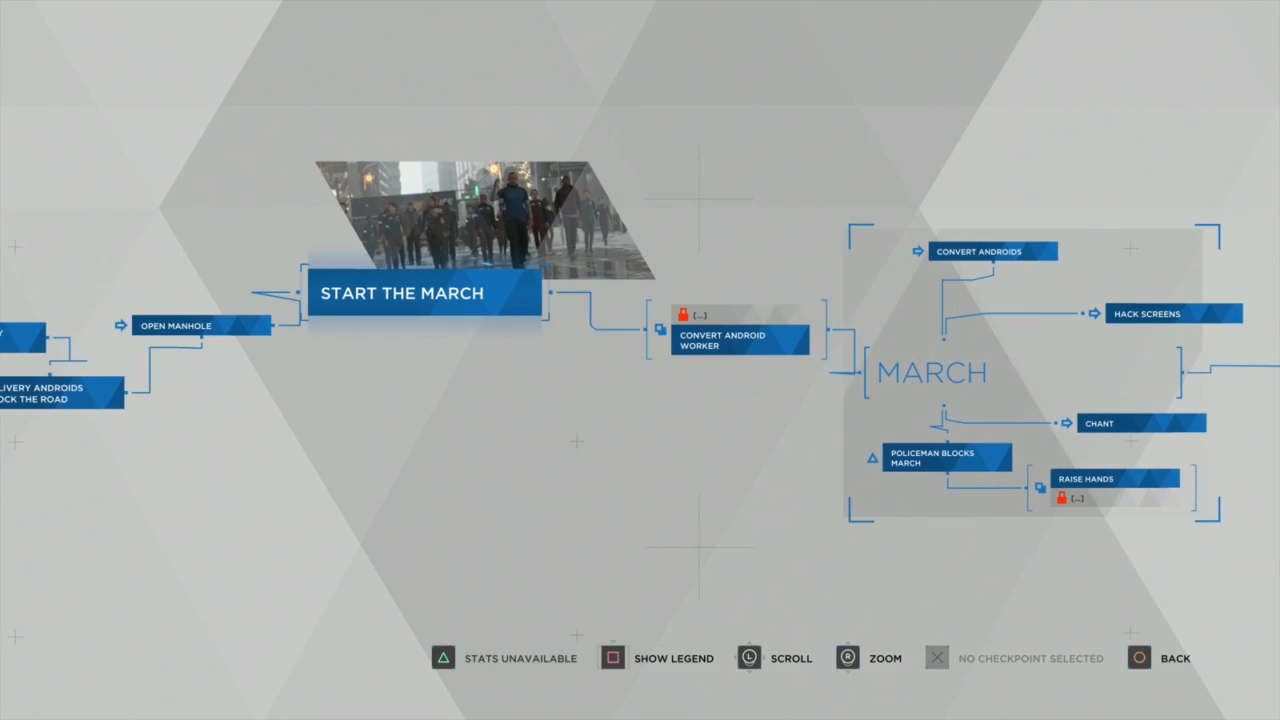 Y
LIVERY ANDROIDS
OCK THE ROAD
OPEN MANHOLE
START THE MARCH
[...]
CONVERT ANDROID
WORKER
CONVERT ANDROIDS
HACK SCREENS
MARCH
CHANT
POLICEMAN BLOCKS
MARCH
RAISE HANDS
[...]
STATS UNAVAILABLE
SHOW LEGEND
L
SCROLL
R
ZOOM
NO CHECKPOINT SELECTED
BACK